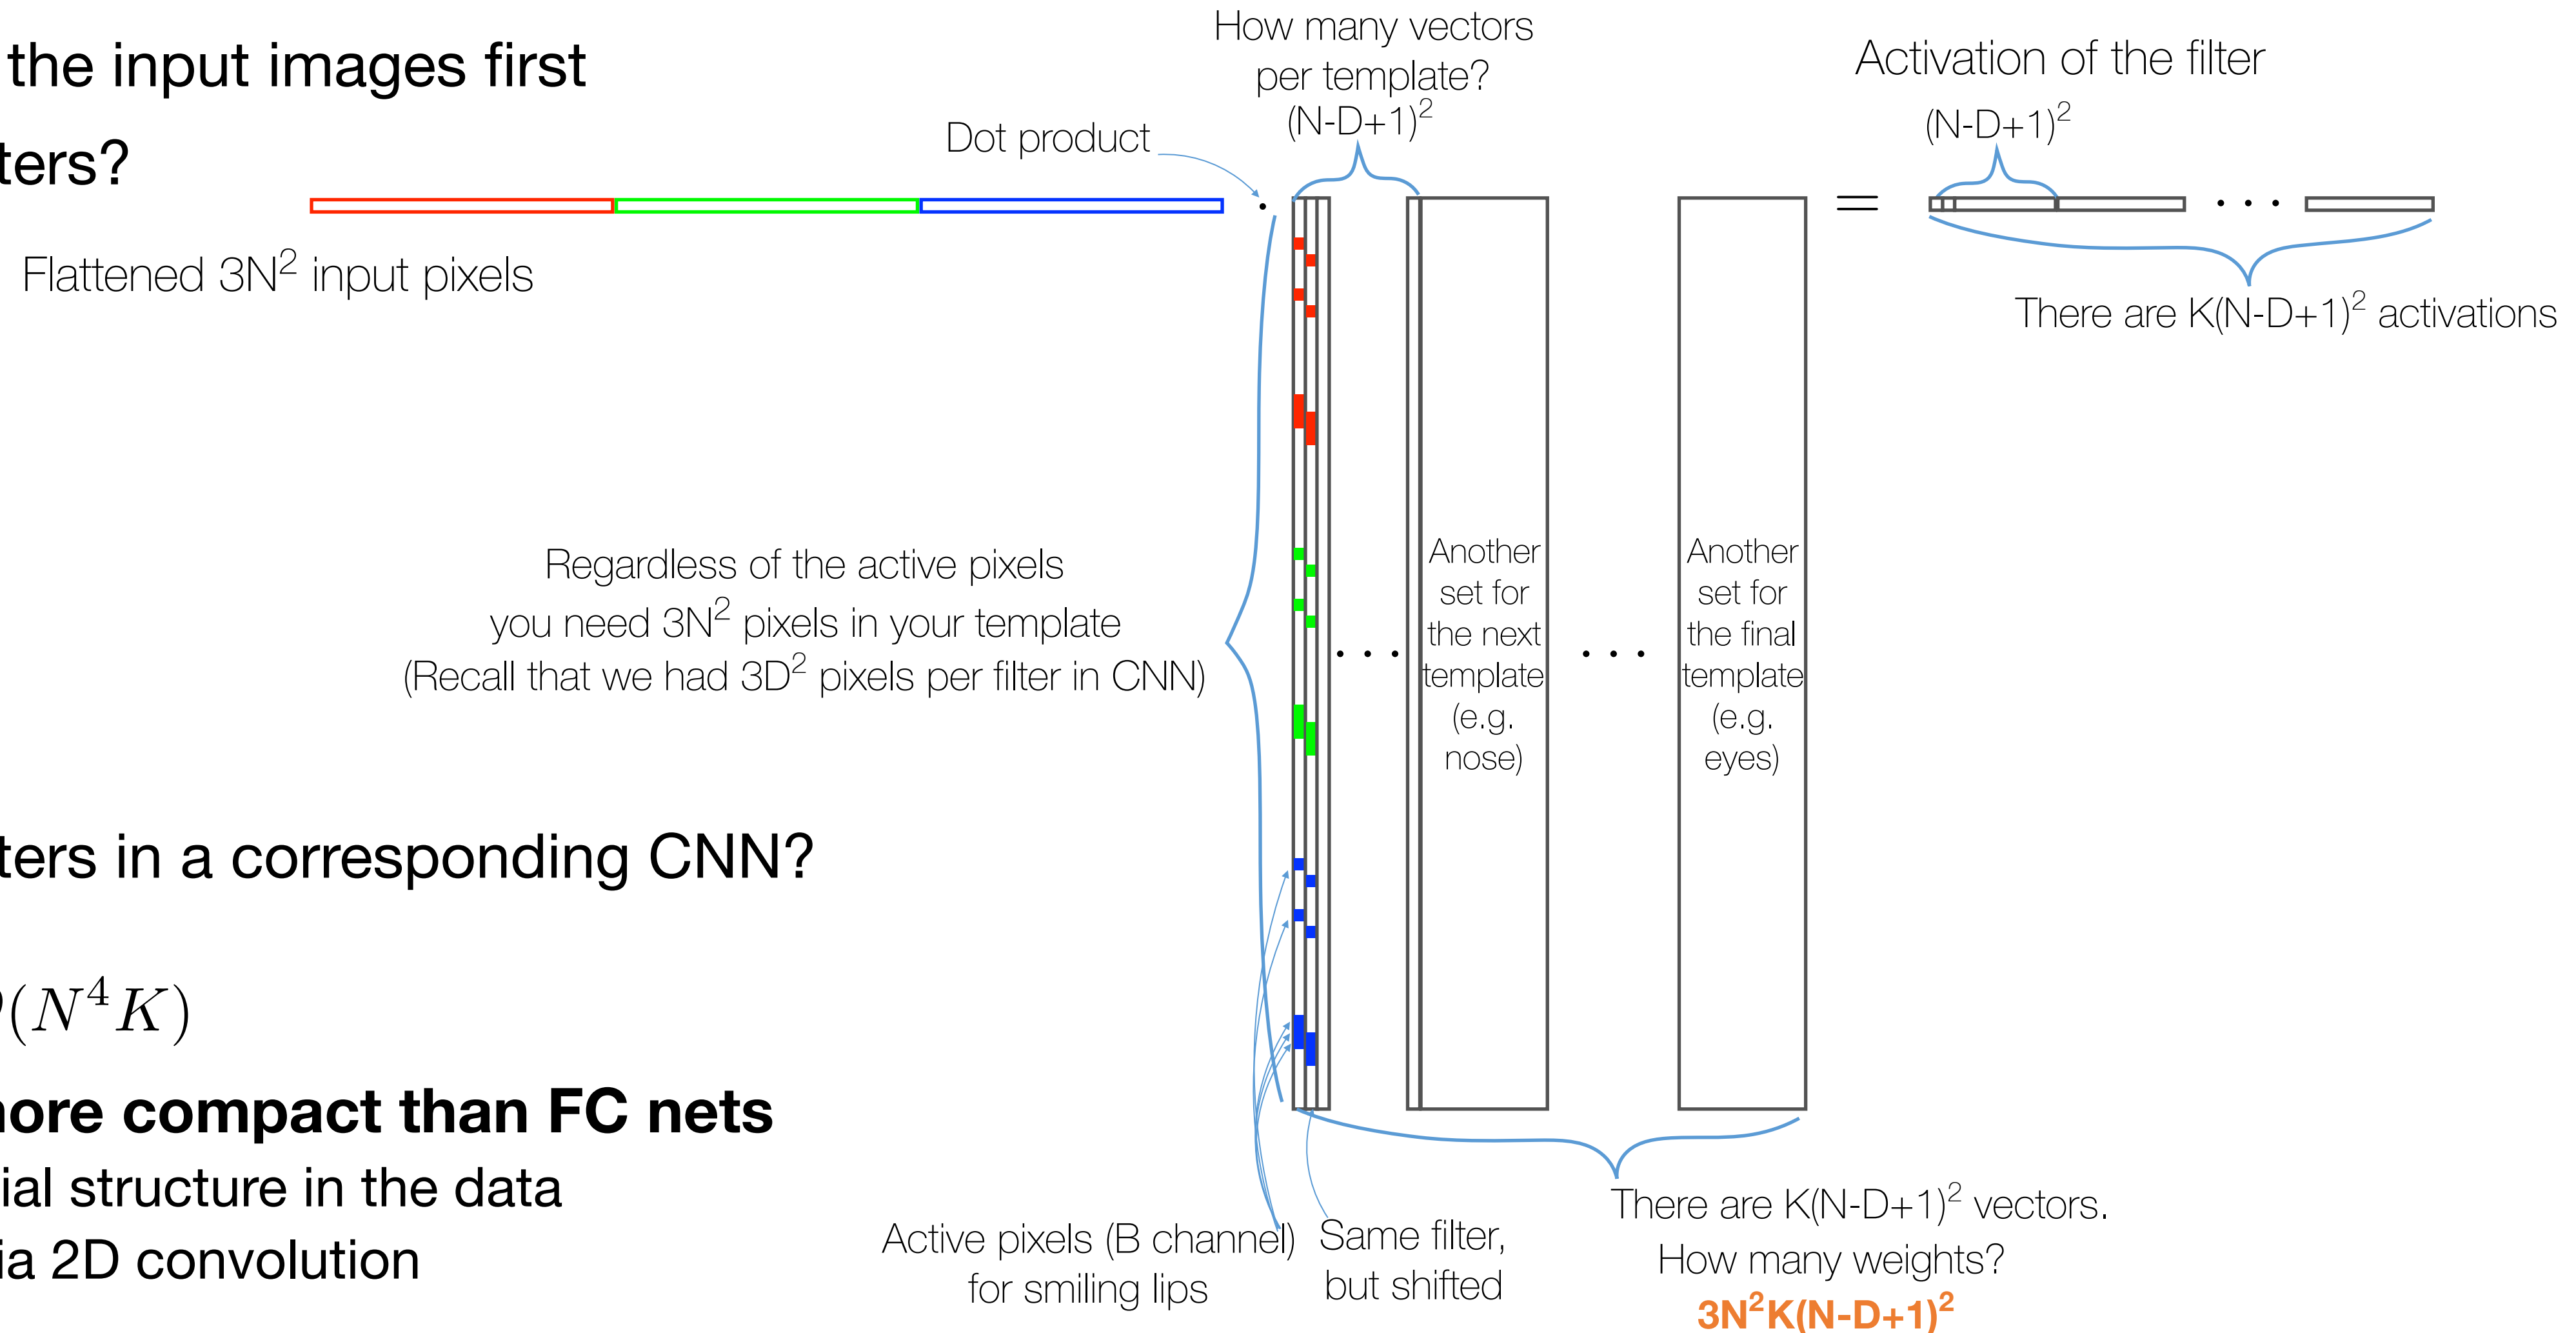 the input images first
ters?
Flattened 3N² input pixels
Dot product
How many vectors
per template?
(N-D+1)²
Activation of the filter
(N-D+1)²
=
There are K(N-D+1)² activations
Regardless of the active pixels
you need 3N² pixels in your template
(Recall that we had 3D² pixels per filter in CNN)
. . .
Another
set for
the next
template
(e.g.
nose)
. . .
Another
set for
the final
template
(e.g.
eyes)
ters in a corresponding CNN?
(N⁴K)
more compact than FC nets
ial structure in the data
ia 2D convolution
Active pixels (B channel)
for smiling lips
Same filter,
but shifted
There are K(N-D+1)² vectors.
How many weights?
3N²K(N-D+1)²